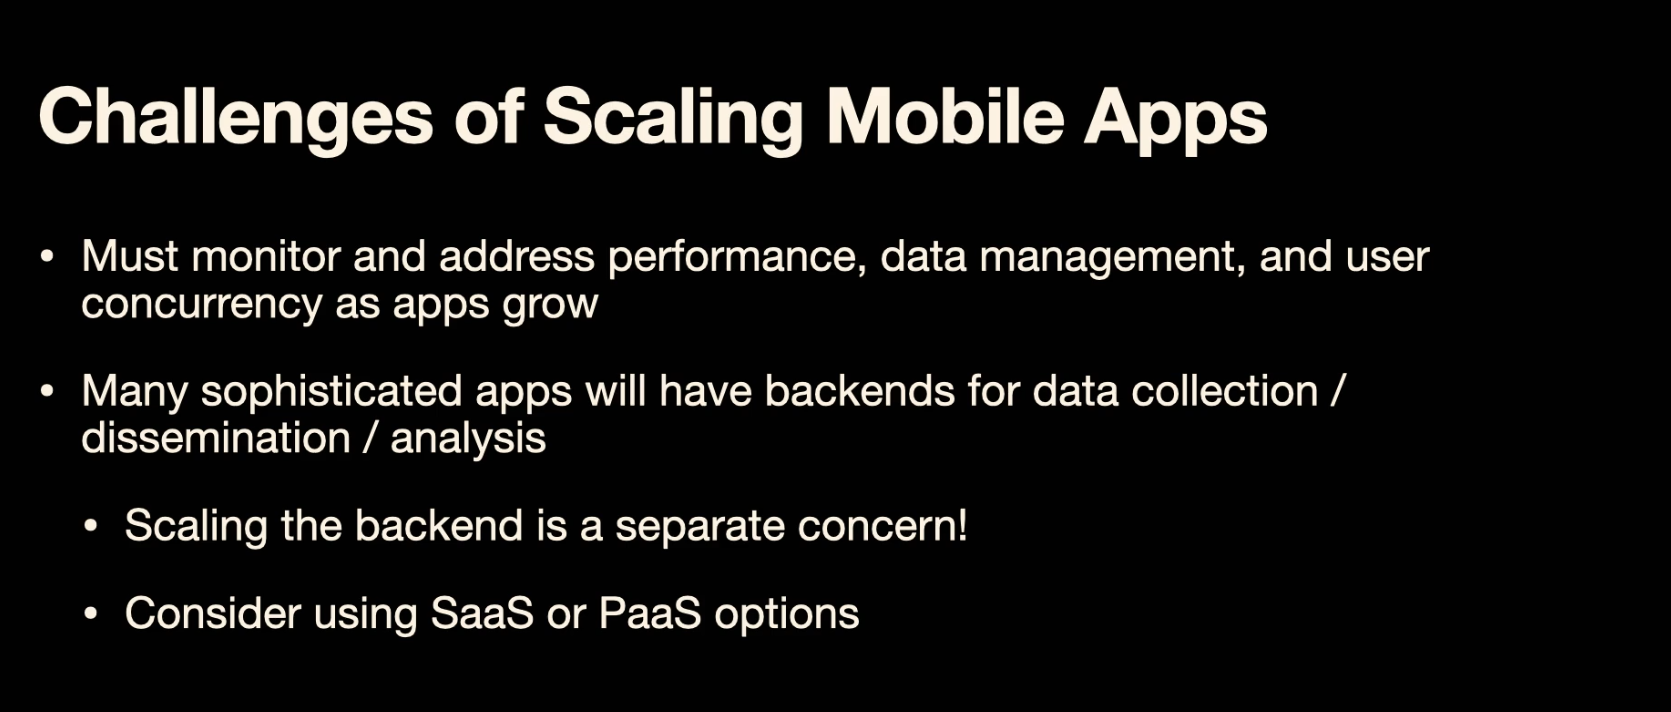 Challenges of Scaling Mobile Apps
• Must monitor and address performance, data management, and user
concurrency as apps grow
• Many sophisticated apps will have backends for data collection /
dissemination / analysis
• Scaling the backend is a separate concern!
• Consider using SaaS or PaaS options